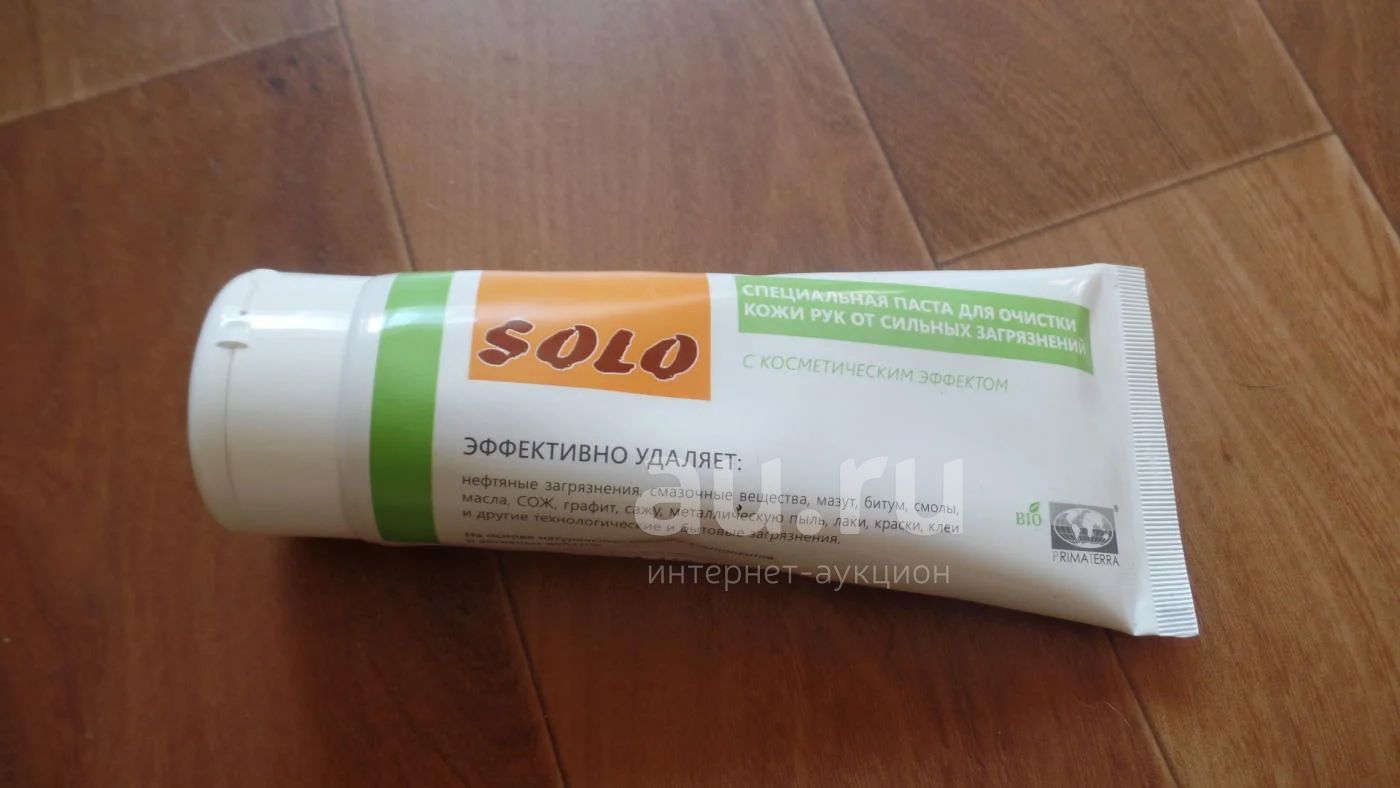 SOLO
СПЕЦИАЛЬНАЯ ПАСТА ДЛЯ ОЧИСТКИ
КОЖИ РУК ОТ СИЛЬНЫХ ЗАГРЯЗНЕНИЙ
С КОСМЕТИЧЕСКИМ ЭФФЕКТОМ
ЭФФЕКТИВНО УДАЛЯЕТ:
нефтяные загрязнения, смазочные вещества, мазут, битум, смолы,
масла, СОЖ, графит, сажу, металлическую пыль, лаки, краски, клеи
и другие технологические и бытовые загрязнения.
На основе
BIO
PRIMATERRA
au.ru
интернет-аукцион